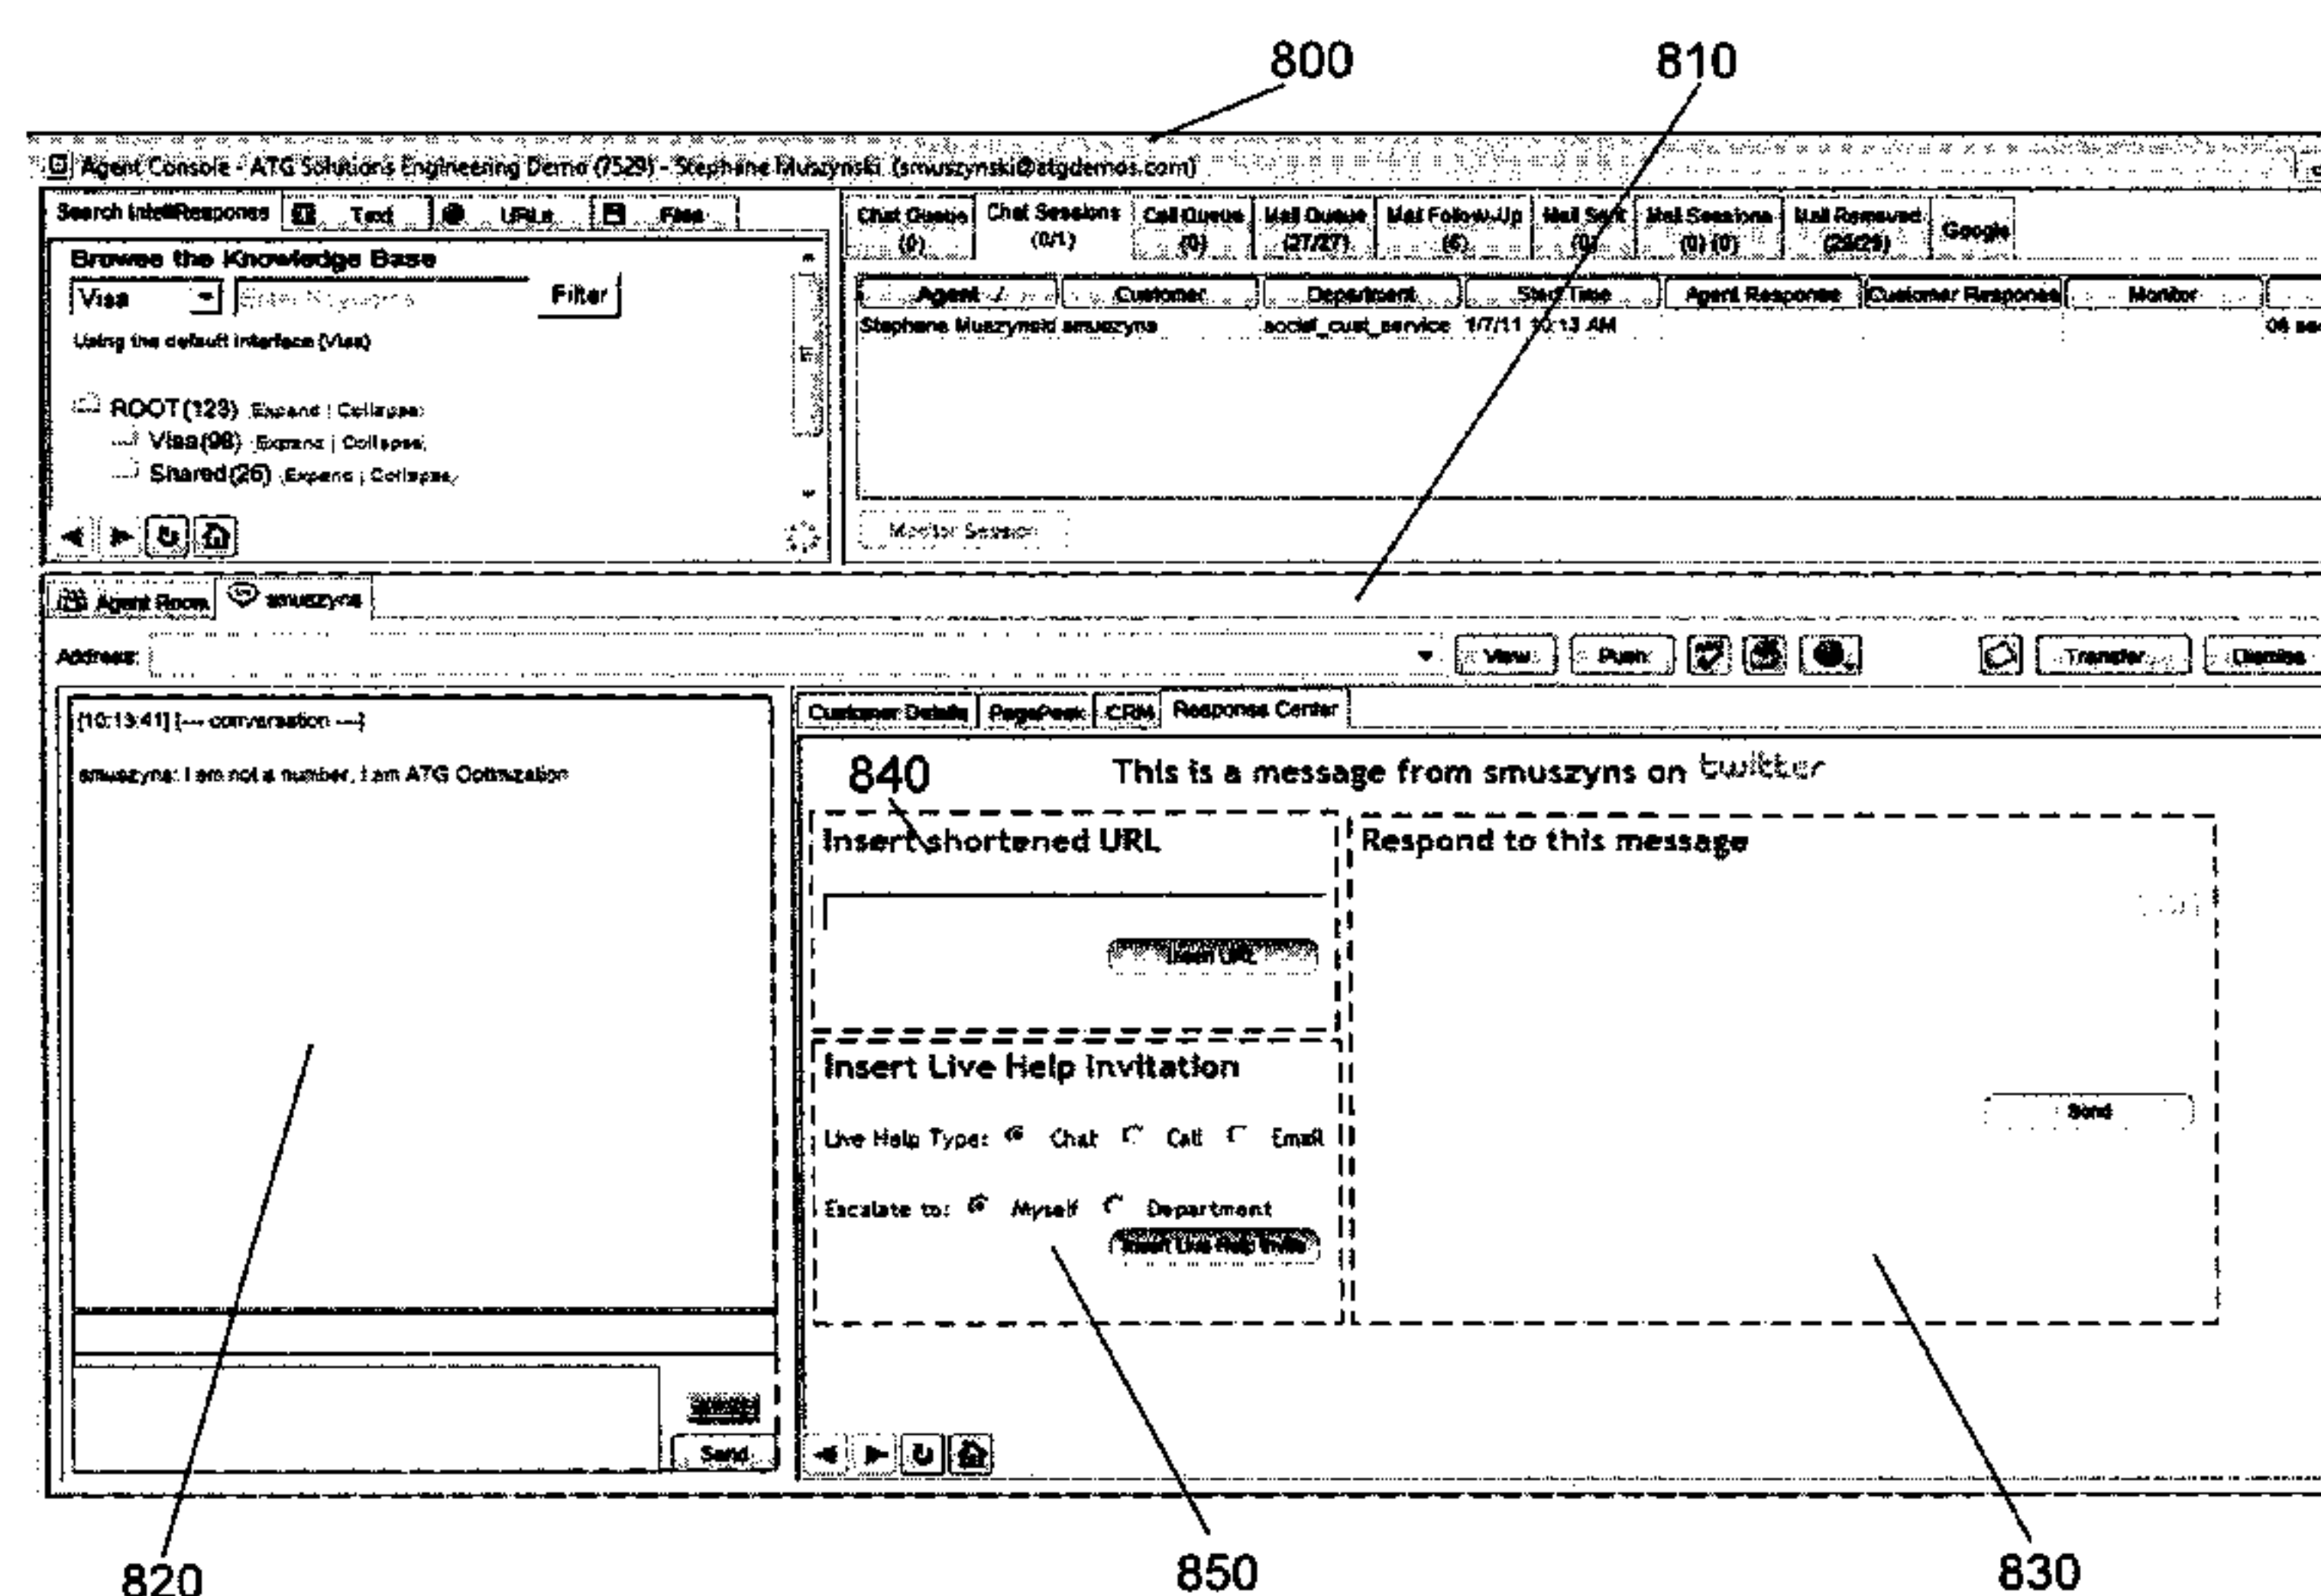 800 810
Agent Console - ATG Solutions Engineering Demo (7529) - Stephane Muszynski (smuszynski@atgdemos.com)
Search IntelliResponse Text URLs Files
Browse the Knowledge Base
Visa Enter Keywords Filter
Using the default interface (Visa)
ROOT(123) Expand | Collapse
Visa(98) Expand | Collapse
Shared(25) Expand | Collapse
Chat Queue (0) Chat Sessions (0/1) Call Queue (0) Mail Queue (27/27) Mail Follow-Up (6) Mail Sent (0) Mail Sessions (0) (0) Mail Removed Google
Agent Customer Department Start Time Agent Response Customer Response Monitor
Stephane Muszynski smuszyns social_cust_service 1/7/11 10:13 AM 06 sec
Monitor Session
Agent Room smuszyns
Address: View Push Transfer Dismiss
[10:13:41] [--- conversation ---]
smuszyns: I am not a number, I am ATG Optimization
Send
Customer Details PagePeek CRM Response Center
840 This is a message from smuszyns on twitter
Insert shortened URL
Insert URL
Insert Live Help Invitation
Live Help Type: Chat Call Email
Escalate to: Myself Department
Insert Live Help Invite
Respond to this message
Send
820 850 830